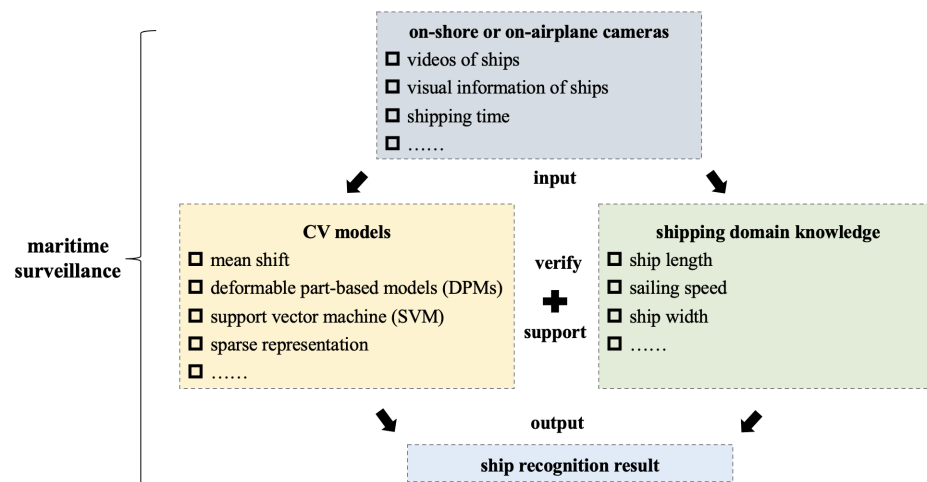 on-shore or on-airplane cameras
videos of ships
visual information of ships
shipping time
……
input
maritime
surveillance
CV models
mean shift
deformable part-based models (DPMs)
support vector machine (SVM)
sparse representation
……
verify
support
shipping domain knowledge
ship length
sailing speed
ship width
……
output
ship recognition result